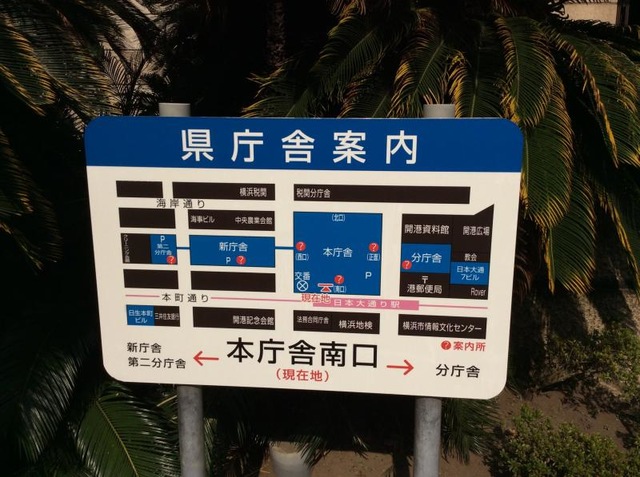 県庁舎案内
横浜税関
税関分庁舎
海岸通り
海事ビル
中央農業会館
(北口)
開港資料館
開港広場
P
第二
分庁舎
?
新庁舎
P ?
?
(西口)
本庁舎
?
(正面)
分庁舎
?
教会
日本大通
7ビル
交番
?
(南口)
P
〒
港郵便局
Rover
現在地
本町通り
日本大通り駅
日生本町
ビル
三井住友銀行
開港記念会館
法務合同庁舎
横浜地検
横浜市情報文化センター
?案内所
新庁舎
第二分庁舎
←
本庁舎南口
(現在地)
→
分庁舎